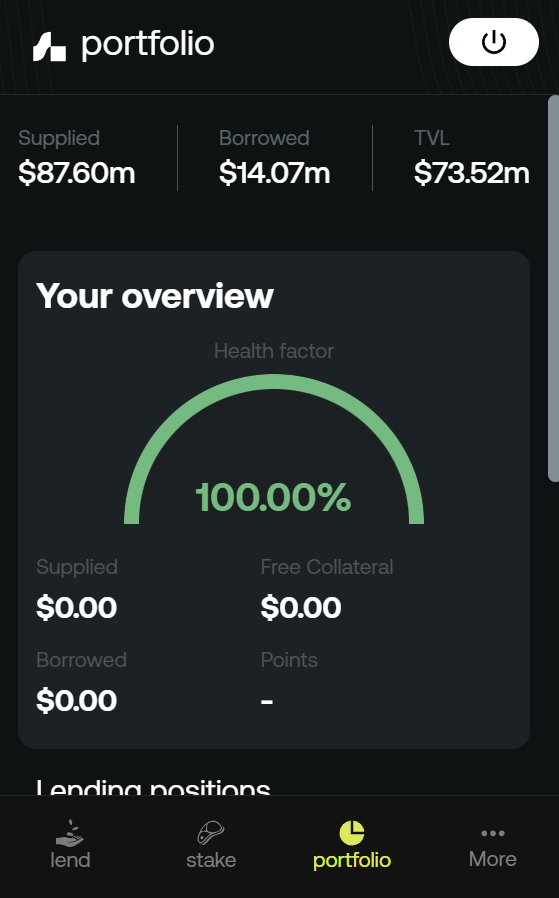 portfolio
Supplied Borrowed TVL
$87.60m $14.07m $73.52m
Your overview
Health factor
100.00%
Supplied Free Collateral
$0.00 $0.00
Borrowed Points
$0.00 -
Lending positions
lend stake portfolio More